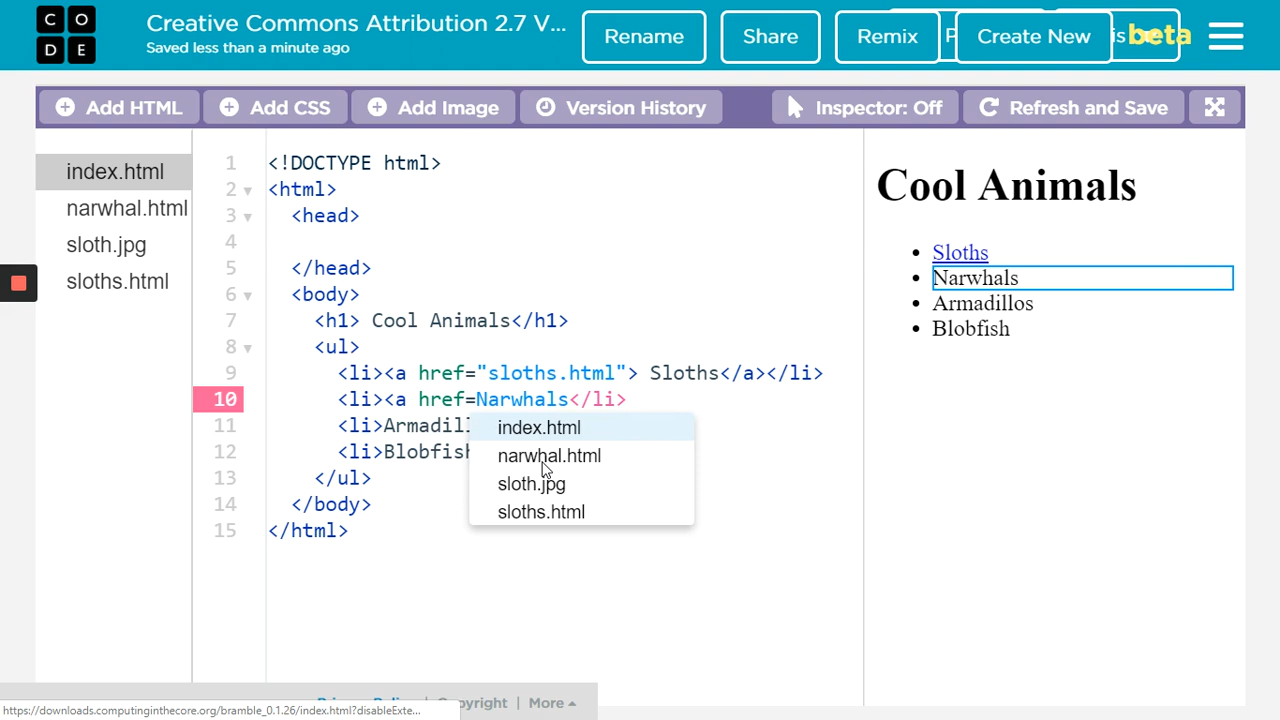 CODE
Creative Commons Attribution 2.7 V...
Saved less than a minute ago
Rename
Share
Remix
Create New
beta
Add HTML
Add CSS
Add Image
Version History
Inspector: Off
Refresh and Save
index.html
narwhal.html
sloth.jpg
sloths.html
1 <!DOCTYPE html>
2 <html>
3 <head>
4
5 </head>
6 <body>
7 <h1> Cool Animals</h1>
8 <ul>
9 <li><a href="sloths.html"> Sloths</a></li>
10 <li><a href=Narwhals</li>
11 <li>Armadill
12 <li>Blobfish
13 </ul>
14 </body>
15 </html>
index.html
narwhal.html
sloth.jpg
sloths.html
Cool Animals
• Sloths
• Narwhals
• Armadillos
• Blobfish
| More
https://downloads.computinginthecore.org/bramble_0.1.26/index.html?disableExte...